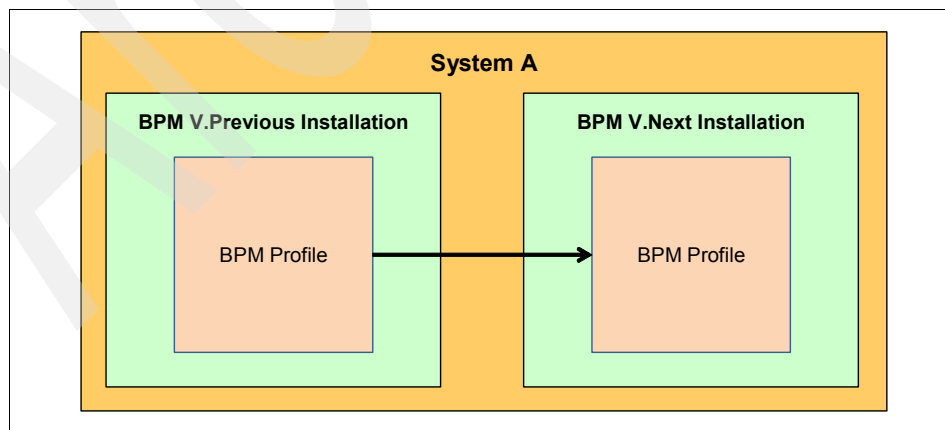 System A
BPM V.Previous Installation
BPM V.Next Installation
BPM Profile
BPM Profile